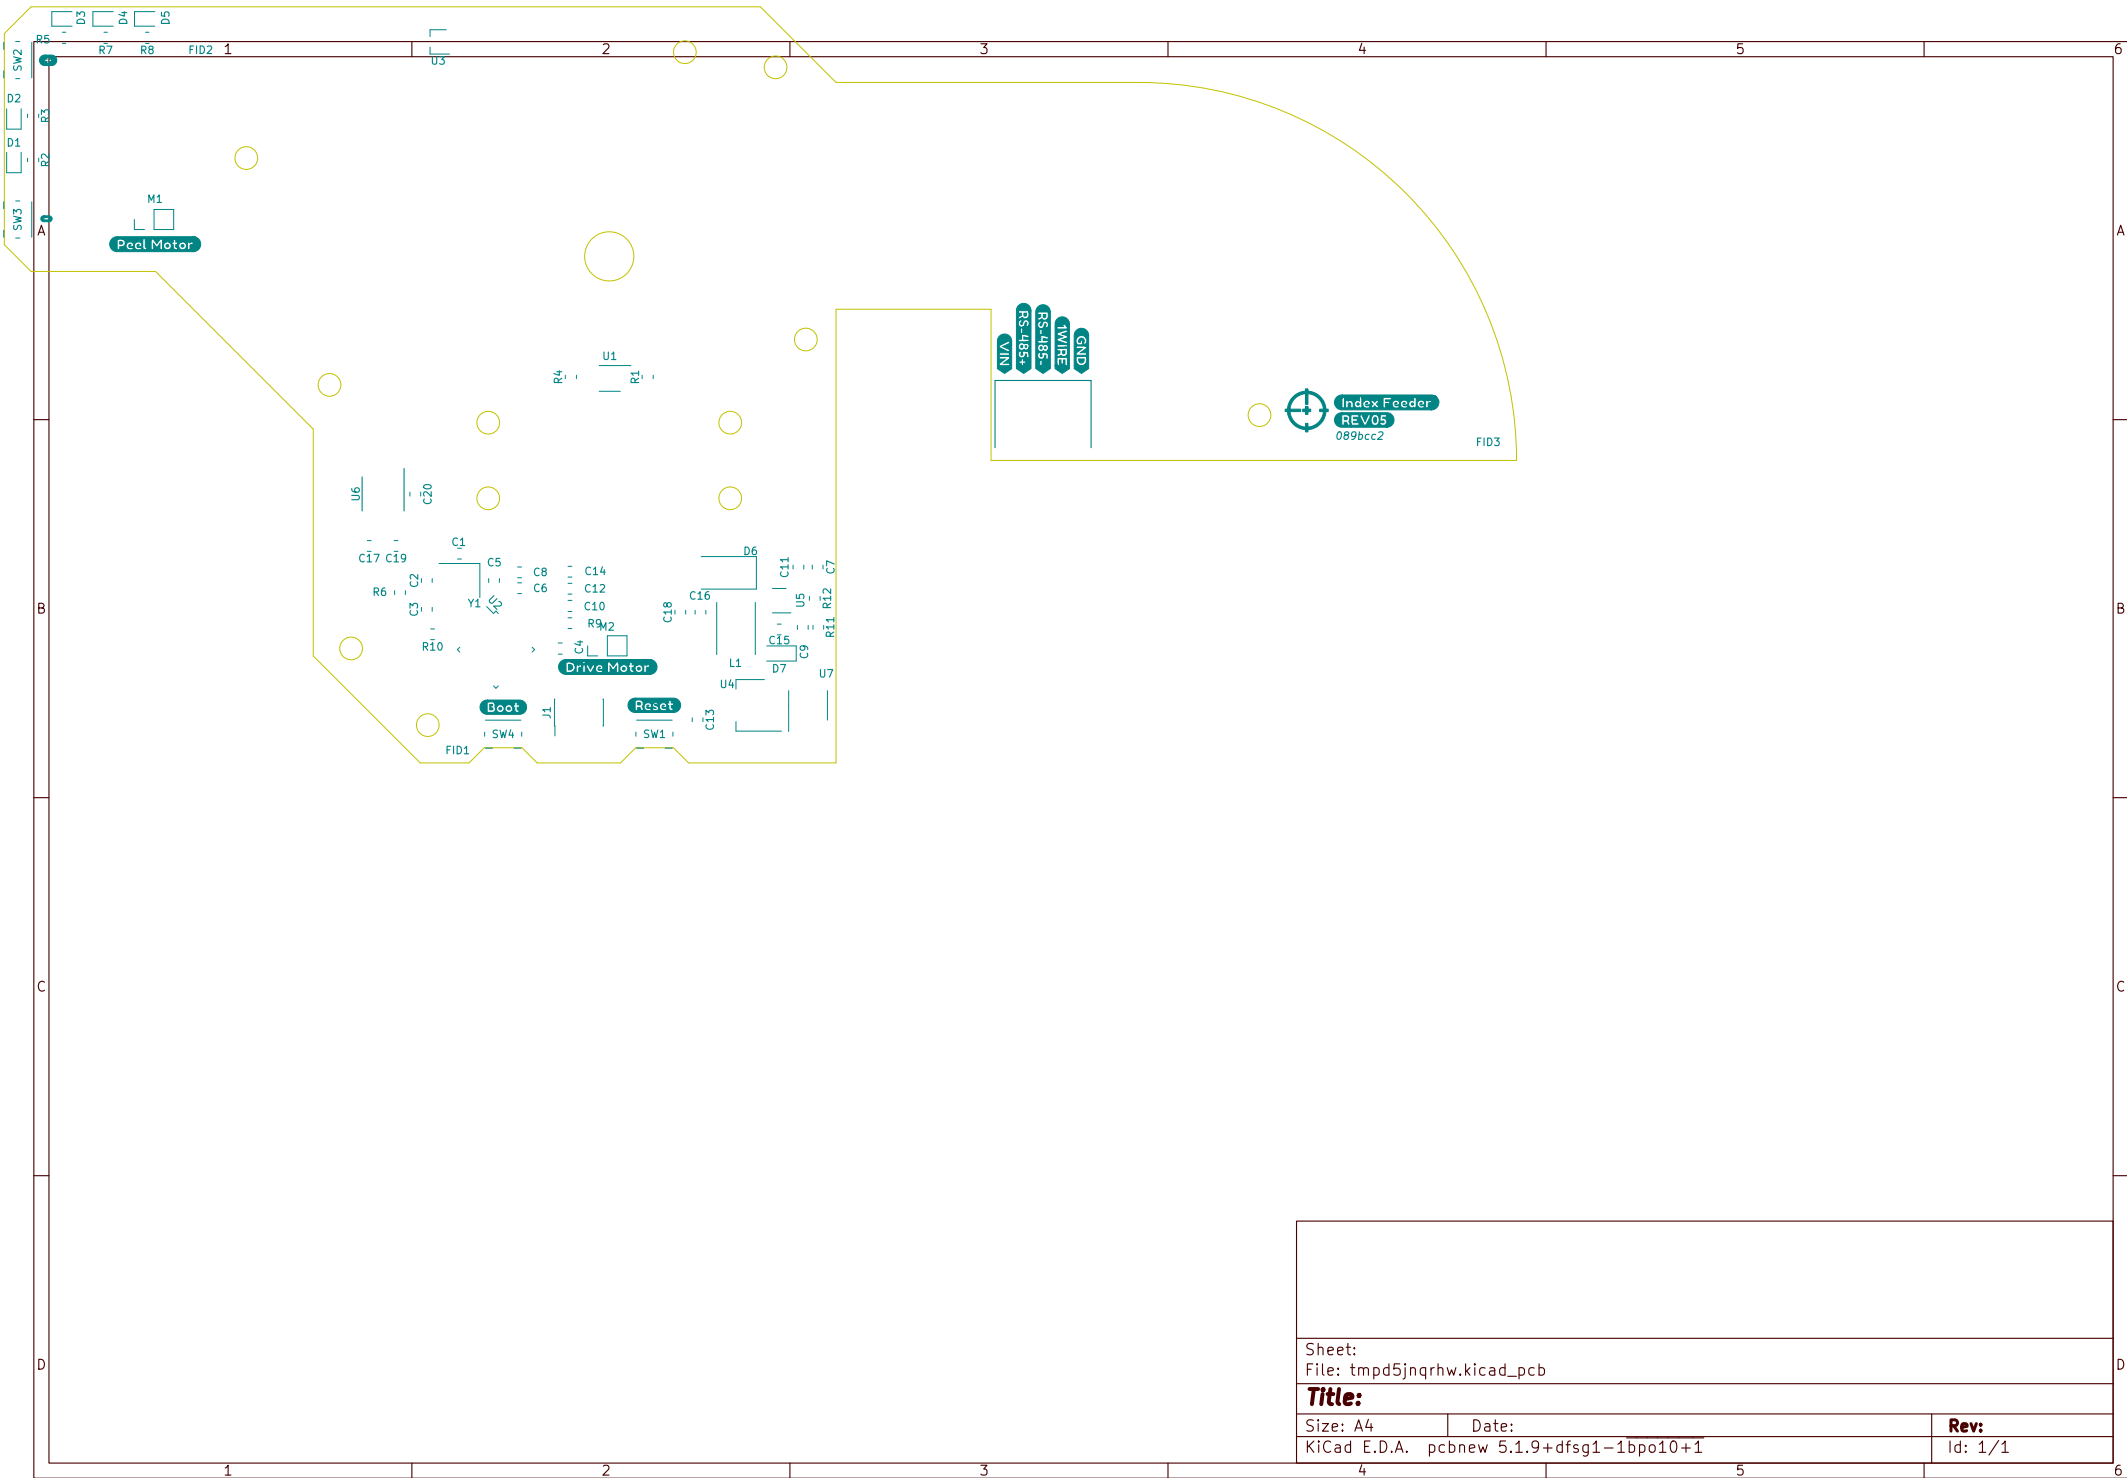 D3
D4
D5
R5
R7
R8
FID2
1
2
3
4
5
6
SW2
U3
D2
R3
D1
R2
M1
SW3
A
Peel Motor
A
VIN
RS-485+
RS-485-
1WIRE
GND
U1
R4
R1
Index Feeder
REV05
089bcc2
FID3
U6
C20
C17
C19
C1
C5
C8
C14
D6
C11
C7
C2
C6
C12
R6
C3
Y1
U2
C10
C16
C18
U5
R12
B
R9
M2
R11
B
R10
C4
C15
C9
Drive Motor
L1
D7
U7
U4
Boot
J1
Reset
C13
SW4
SW1
FID1
C
C
Sheet:
File: tmpd5jnqrhw.kicad_pcb
D
D
Title:
Size: A4
Date:
Rev:
KiCad E.D.A. pcbnew 5.1.9+dfsg1-1bpo10+1
Id: 1/1
1
2
3
4
5
6